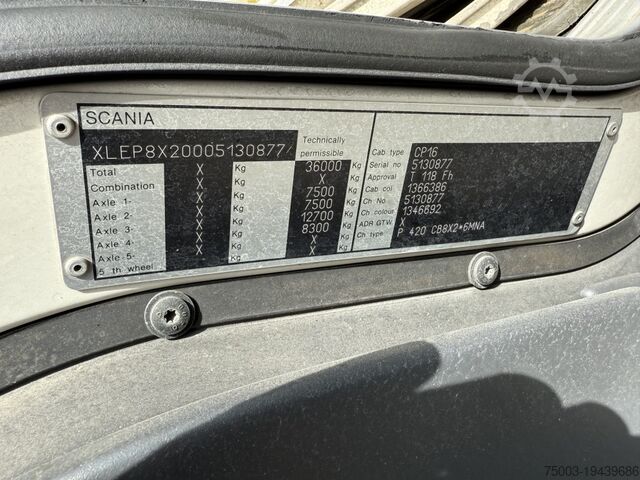 SCANIA
XLEP8X20005130877
Technically permissible
Total X Kg 36000 Kg
Combination X Kg X Kg
Axle 1- X Kg 7500 Kg
Axle 2- X Kg 7500 Kg
Axle 3- X Kg 12700 Kg
Axle 4- X Kg 8300 Kg
Axle 5- X Kg X Kg
5 th wheel X Kg X Kg
Cab type CP16
Serial no 5130877
Approval T 118 Fh
Cab col 1366386
Ch No 5130877
Ch colour 1346692
ADR GTW X
Ch type P 420 CB8X2*6MNA
75003-19439686